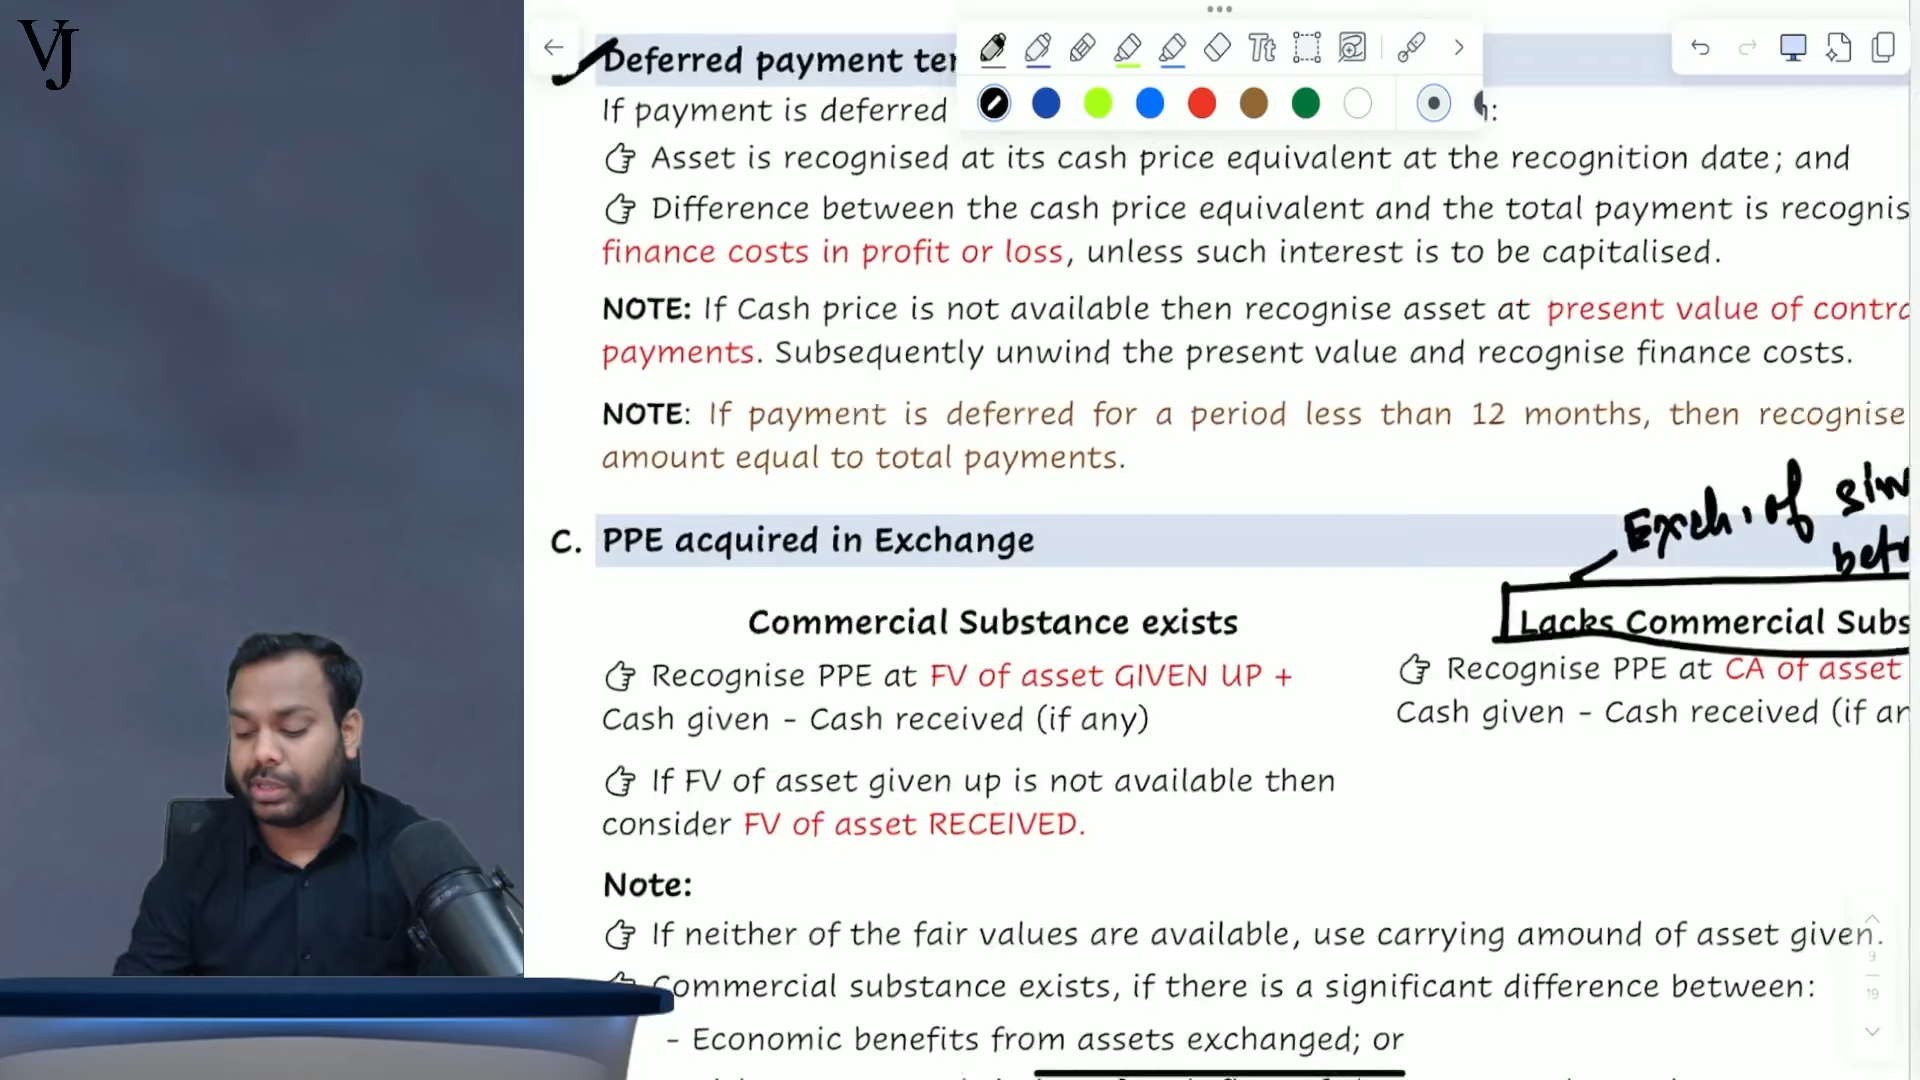 VJ
Deferred payment ter
If payment is deferred
Asset is recognised at its cash price equivalent at the recognition date; and
Difference between the cash price equivalent and the total payment is recognis
finance costs in profit or loss, unless such interest is to be capitalised.
NOTE: If Cash price is not available then recognise asset at present value of contra
payments. Subsequently unwind the present value and recognise finance costs.
NOTE: If payment is deferred for a period less than 12 months, then recognise
amount equal to total payments.
Exch. of sim
betw
C. PPE acquired in Exchange
Commercial Substance exists
Recognise PPE at FV of asset GIVEN UP +
Cash given - Cash received (if any)
If FV of asset given up is not available then
consider FV of asset RECEIVED.
Lacks Commercial Subs
Recognise PPE at CA of asset
Cash given - Cash received (if an
Note:
If neither of the fair values are available, use carrying amount of asset given.
Commercial substance exists, if there is a significant difference between:
- Economic benefits from assets exchanged; or
Tt
9
19